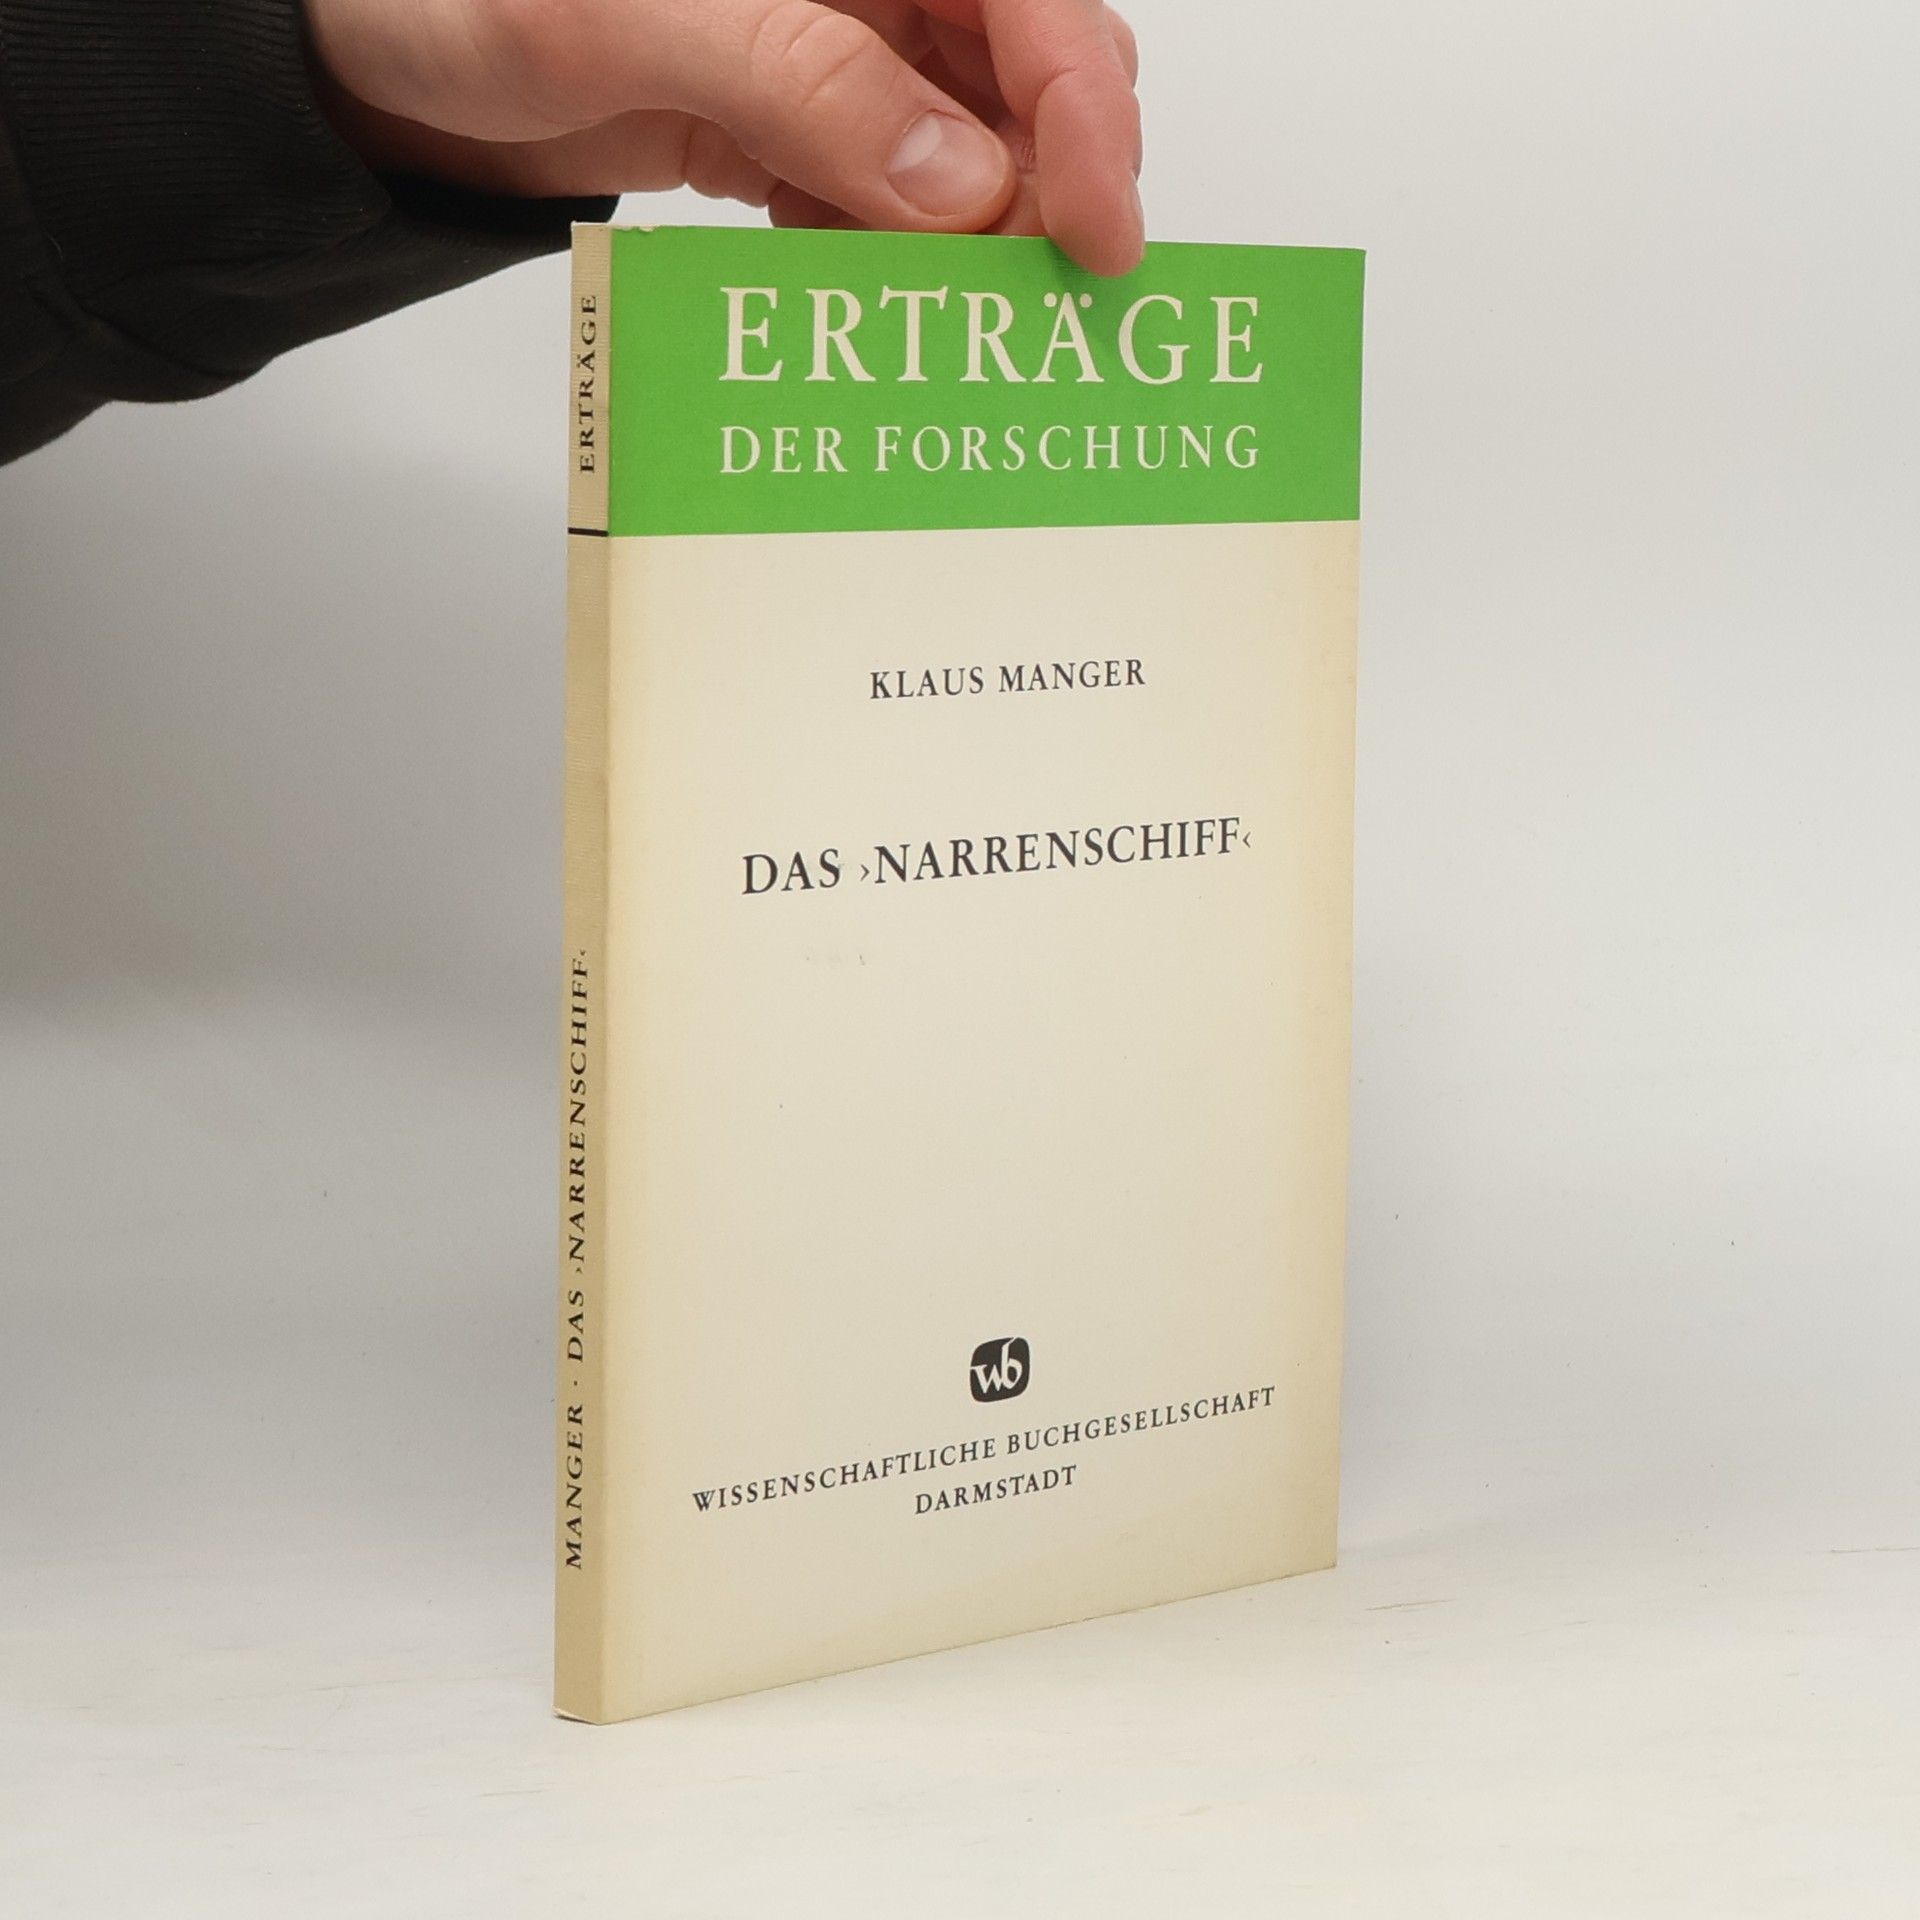 ERTRÄGE
DER FORSCHUNG
KLAUS MANGER
DAS ›NARRENSCHIFF‹
wb
WISSENSCHAFTLICHE BUCHGESELLSCHAFT
DARMSTADT
MANGER · DAS ›NARRENSCHIFF‹
ERTRÄGE